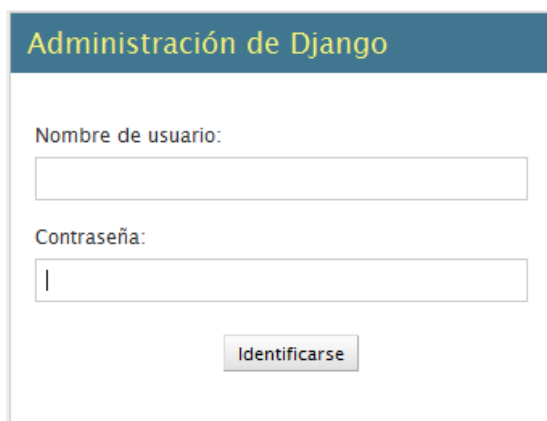 Administración de Django
Nombre de usuario:
Contraseña:
Identificarse